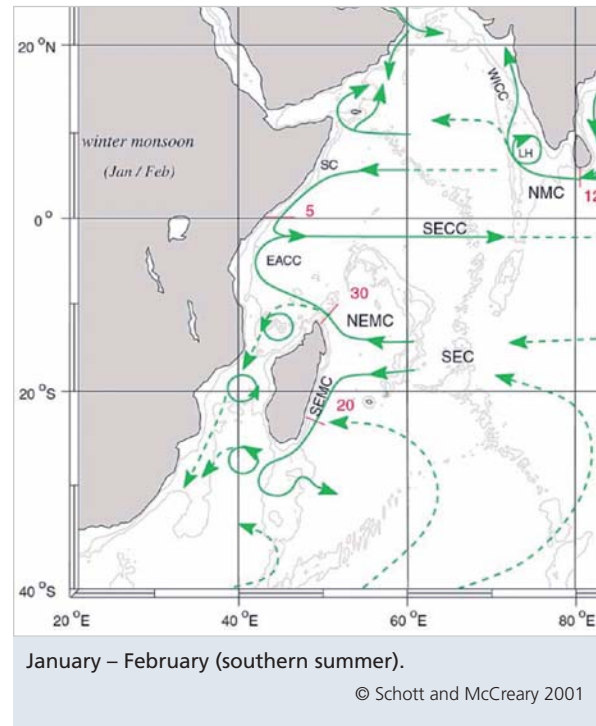 20 °N
winter monsoon
(Jan / Feb)
WICC
LH
SC
NMC
12
5
0°
SECC
EACC
30
NEMC
SEC
20 °S
SEMC
20
40 °S
20 °E
40 °E
60 °E
80 °E
January – February (southern summer).
© Schott and McCreary 2001